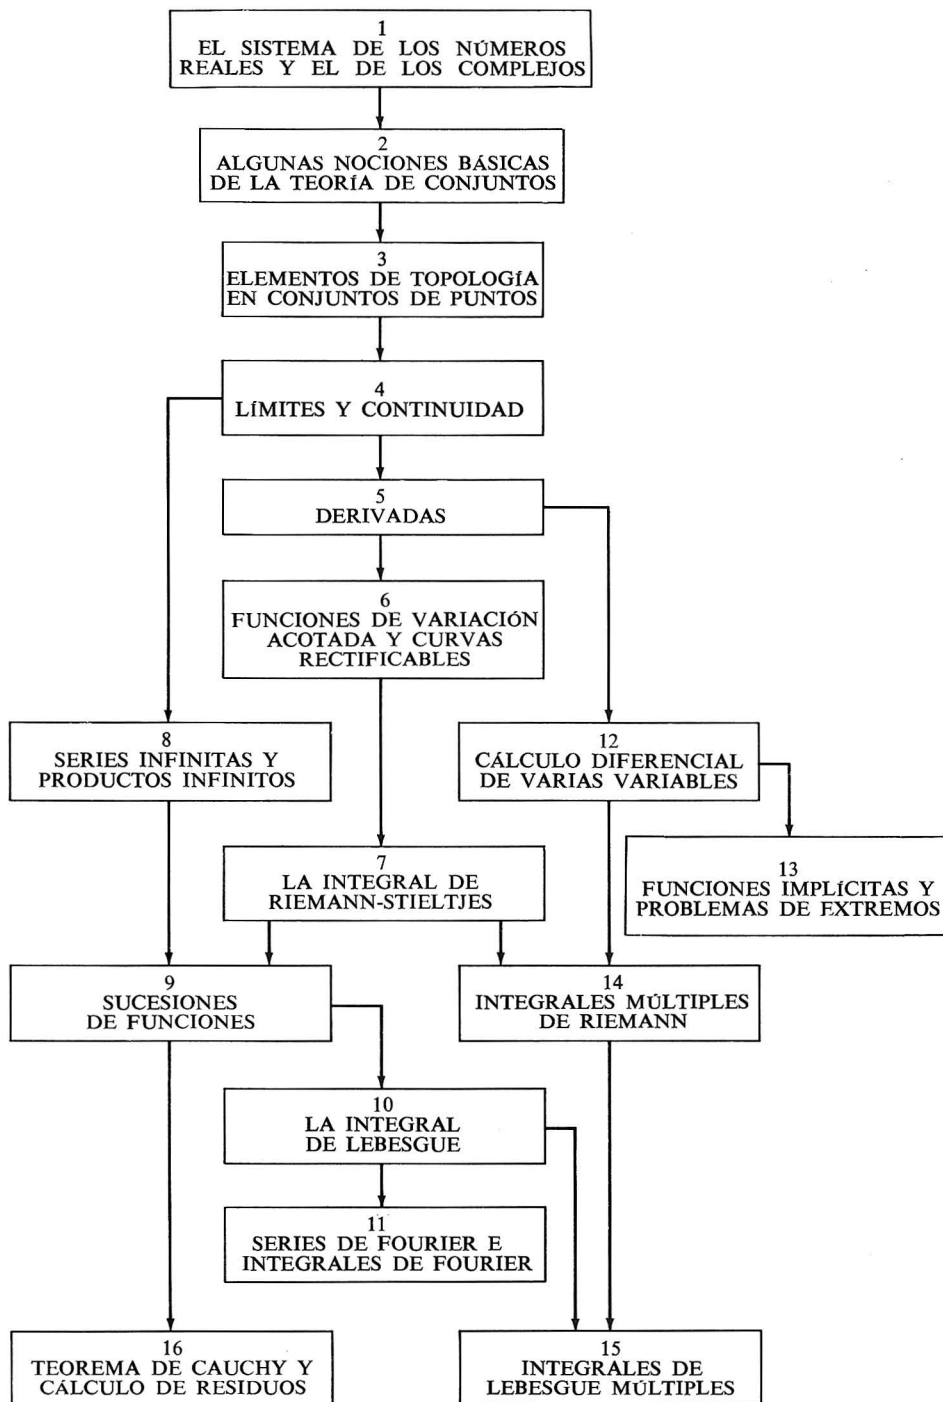 1
EL SISTEMA DE LOS NÚMEROS
REALES Y EL DE LOS COMPLEJOS
2
ALGUNAS NOCIONES BÁSICAS
DE LA TEORÍA DE CONJUNTOS
3
ELEMENTOS DE TOPOLOGÍA
EN CONJUNTOS DE PUNTOS
4
LÍMITES Y CONTINUIDAD
5
DERIVADAS
6
FUNCIONES DE VARIACIÓN
ACOTADA Y CURVAS
RECTIFICABLES
8
SERIES INFINITAS Y
PRODUCTOS INFINITOS
12
CÁLCULO DIFERENCIAL
DE VARIAS VARIABLES
7
LA INTEGRAL DE
RIEMANN-STIELTJES
13
FUNCIONES IMPLÍCITAS Y
PROBLEMAS DE EXTREMOS
9
SUCESIONES
DE FUNCIONES
14
INTEGRALES MÚLTIPLES
DE RIEMANN
10
LA INTEGRAL
DE LEBESGUE
11
SERIES DE FOURIER E
INTEGRALES DE FOURIER
16
TEOREMA DE CAUCHY Y
CÁLCULO DE RESIDUOS
15
INTEGRALES DE
LEBESGUE MÚLTIPLES